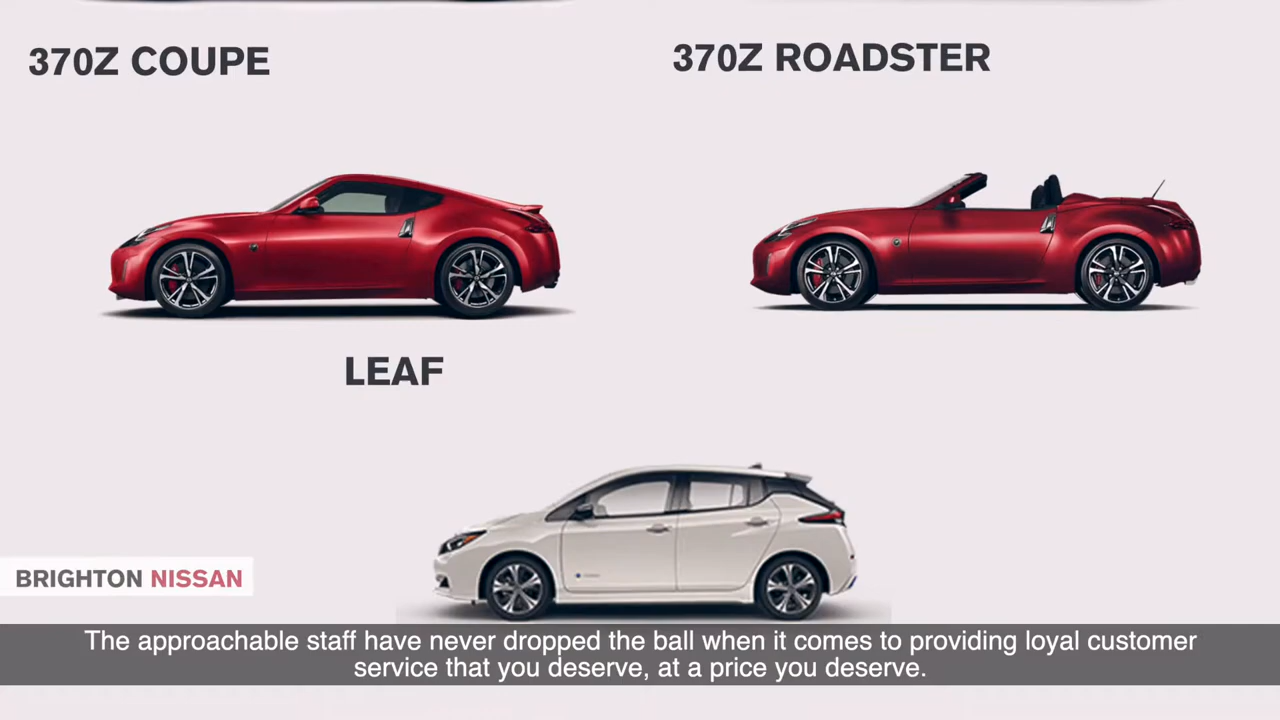 370Z COUPE
370Z ROADSTER
LEAF
BRIGHTON NISSAN
The approachable staff have never dropped the ball when it comes to providing loyal customer
service that you deserve, at a price you deserve.